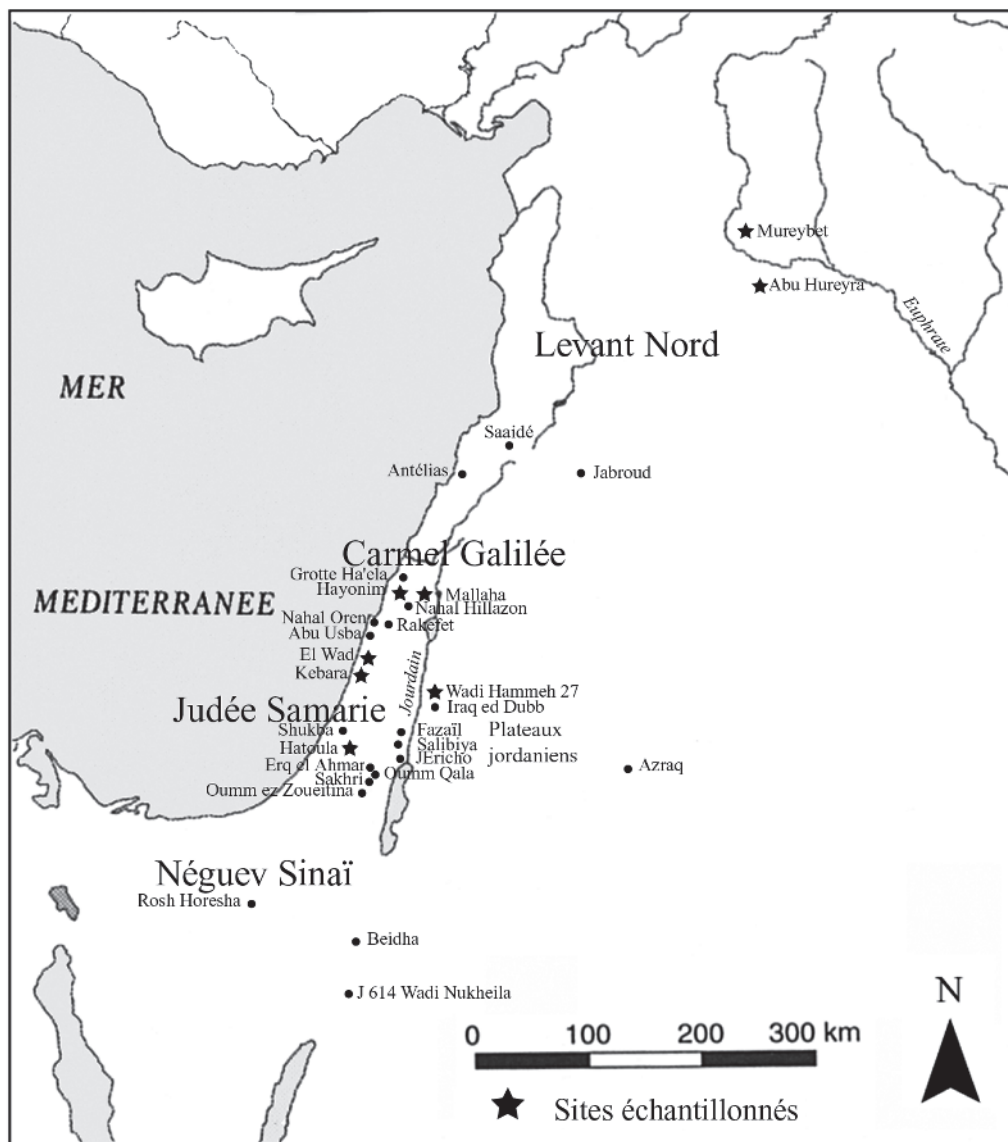 Mureybet
Abu Hureyra
Euphrate
Levant Nord
MER
Saaidé
Antélias
Jabroud
Carmel Galilée
Grotte Ha'ela
Hayonim
Mallaha
MEDITERRANEE
Nahal Hillazon
Nahal Oren
Rakefet
Abu Usba
El Wad
Kebara
Jourdain
Wadi Hammeh 27
Iraq ed Dubb
Judée Samarie
Shukba
Fazaïl
Plateaux
Hatoula
Salibiya
jordaniens
JEricho
Erq el Ahmar
Oumm Qala
Azraq
Sakhri
Oumm ez Zoueitina
Néguev Sinaï
Rosh Horesha
Beidha
J 614 Wadi Nukheila
N
0 100 200 300 km
Sites échantillonnés